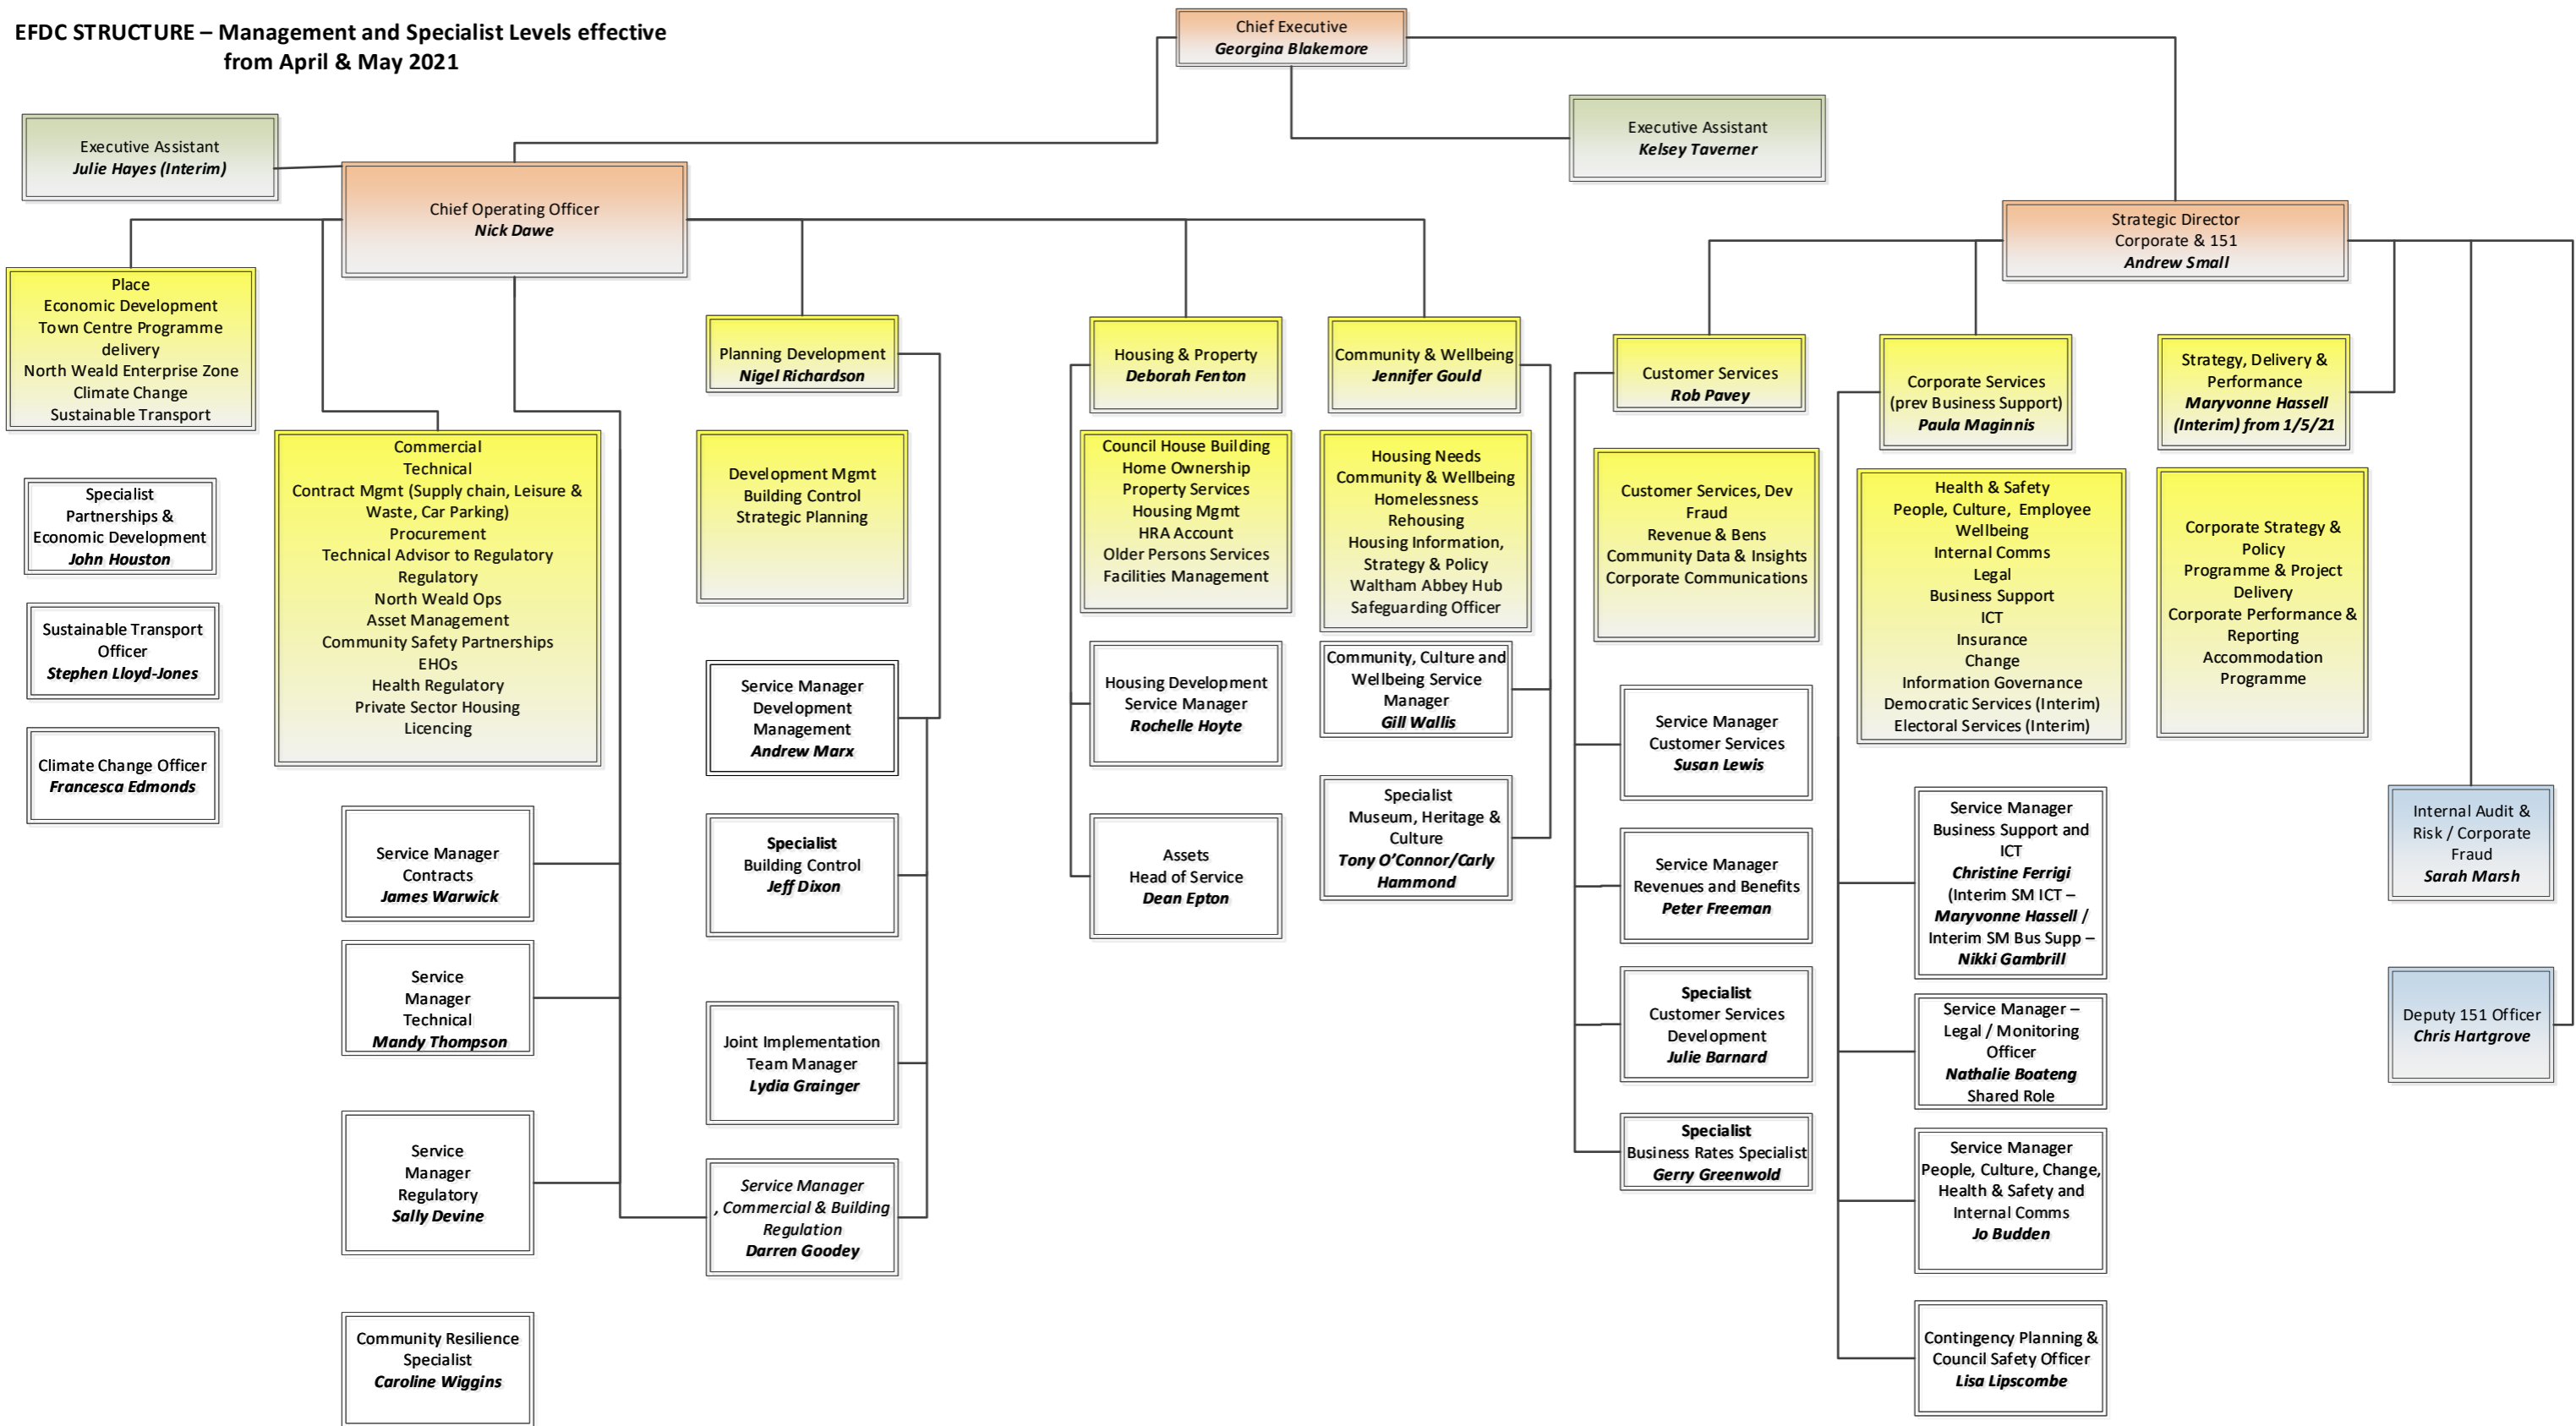 EFDC STRUCTURE – Management and Specialist Levels effective
from April & May 2021
Chief Executive
Georgina Blakemore
Executive Assistant
Julie Hayes (Interim)
Executive Assistant
Kelsey Taverner
Chief Operating Officer
Nick Dawe
Strategic Director
Corporate & 151
Andrew Small
Place
Economic Development
Town Centre Programme
delivery
North Weald Enterprise Zone
Climate Change
Sustainable Transport
Specialist
Partnerships &
Economic Development
John Houston
Sustainable Transport
Officer
Stephen Lloyd-Jones
Climate Change Officer
Francesca Edmonds
Commercial
Technical
Contract Mgmt (Supply chain, Leisure &
Waste, Car Parking)
Procurement
Technical Advisor to Regulatory
Regulatory
North Weald Ops
Asset Management
Community Safety Partnerships
EHOs
Health Regulatory
Private Sector Housing
Licencing
Service Manager
Contracts
James Warwick
Service
Manager
Technical
Mandy Thompson
Service
Manager
Regulatory
Sally Devine
Community Resilience
Specialist
Caroline Wiggins
Planning Development
Nigel Richardson
Development Mgmt
Building Control
Strategic Planning
Service Manager
Development
Management
Andrew Marx
Specialist
Building Control
Jeff Dixon
Joint Implementation
Team Manager
Lydia Grainger
Service Manager
, Commercial & Building
Regulation
Darren Goodey
Housing & Property
Deborah Fenton
Council House Building
Home Ownership
Property Services
Housing Mgmt
HRA Account
Older Persons Services
Facilities Management
Housing Development
Service Manager
Rochelle Hoyte
Assets
Head of Service
Dean Epton
Community & Wellbeing
Jennifer Gould
Housing Needs
Community & Wellbeing
Homelessness
Rehousing
Housing Information,
Strategy & Policy
Waltham Abbey Hub
Safeguarding Officer
Community, Culture and
Wellbeing Service
Manager
Gill Wallis
Specialist
Museum, Heritage &
Culture
Tony O'Connor/Carly
Hammond
Customer Services
Rob Pavey
Customer Services, Dev
Fraud
Revenue & Bens
Community Data & Insights
Corporate Communications
Service Manager
Customer Services
Susan Lewis
Service Manager
Revenues and Benefits
Peter Freeman
Specialist
Customer Services
Development
Julie Barnard
Specialist
Business Rates Specialist
Gerry Greenwold
Corporate Services
(prev Business Support)
Paula Maginnis
Health & Safety
People, Culture, Employee
Wellbeing
Internal Comms
Legal
Business Support
ICT
Insurance
Change
Information Governance
Democratic Services (Interim)
Electoral Services (Interim)
Service Manager
Business Support and
ICT
Christine Ferrigi
(Interim SM ICT –
Maryvonne Hassell /
Interim SM Bus Supp –
Nikki Gambrill
Service Manager –
Legal / Monitoring
Officer
Nathalie Boateng
Shared Role
Service Manager
People, Culture, Change,
Health & Safety and
Internal Comms
Jo Budden
Contingency Planning &
Council Safety Officer
Lisa Lipscombe
Strategy, Delivery &
Performance
Maryvonne Hassell
(Interim) from 1/5/21
Corporate Strategy &
Policy
Programme & Project
Delivery
Corporate Performance &
Reporting
Accommodation
Programme
Internal Audit &
Risk / Corporate
Fraud
Sarah Marsh
Deputy 151 Officer
Chris Hartgrove